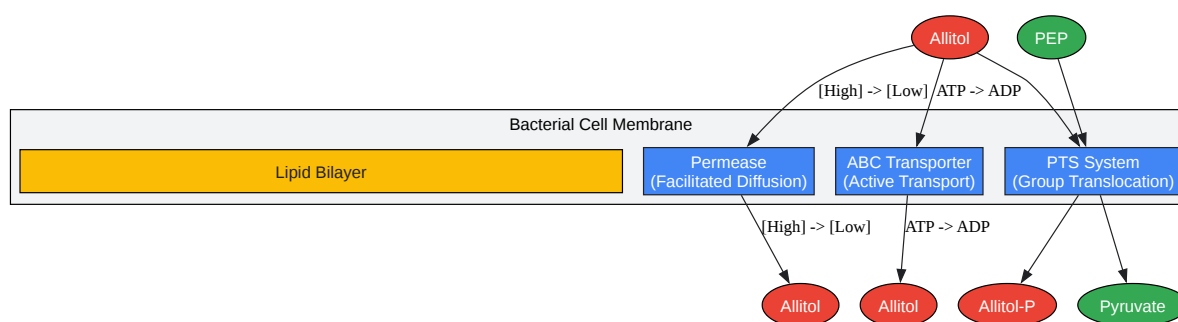 Allitol
PEP
[High] -> [Low]
ATP -> ADP
Bacterial Cell Membrane
Lipid Bilayer
Permease
(Facilitated Diffusion)
ABC Transporter
(Active Transport)
PTS System
(Group Translocation)
[High] -> [Low]
ATP -> ADP
Allitol
Allitol
Allitol-P
Pyruvate